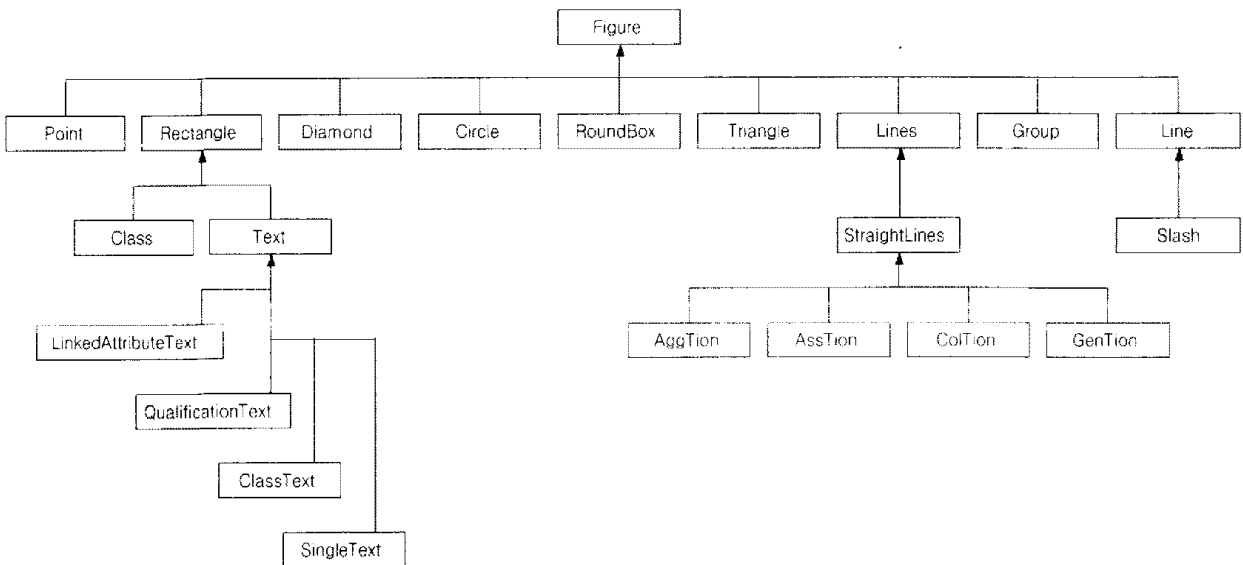 Figure
Point
Rectangle
Diamond
Circle
RoundBox
Triangle
Lines
Group
Line
Class
Text
StraightLines
Slash
LinkedAttributeText
AggTion
AssTion
ColTion
GenTion
QualificationText
ClassText
SingleText